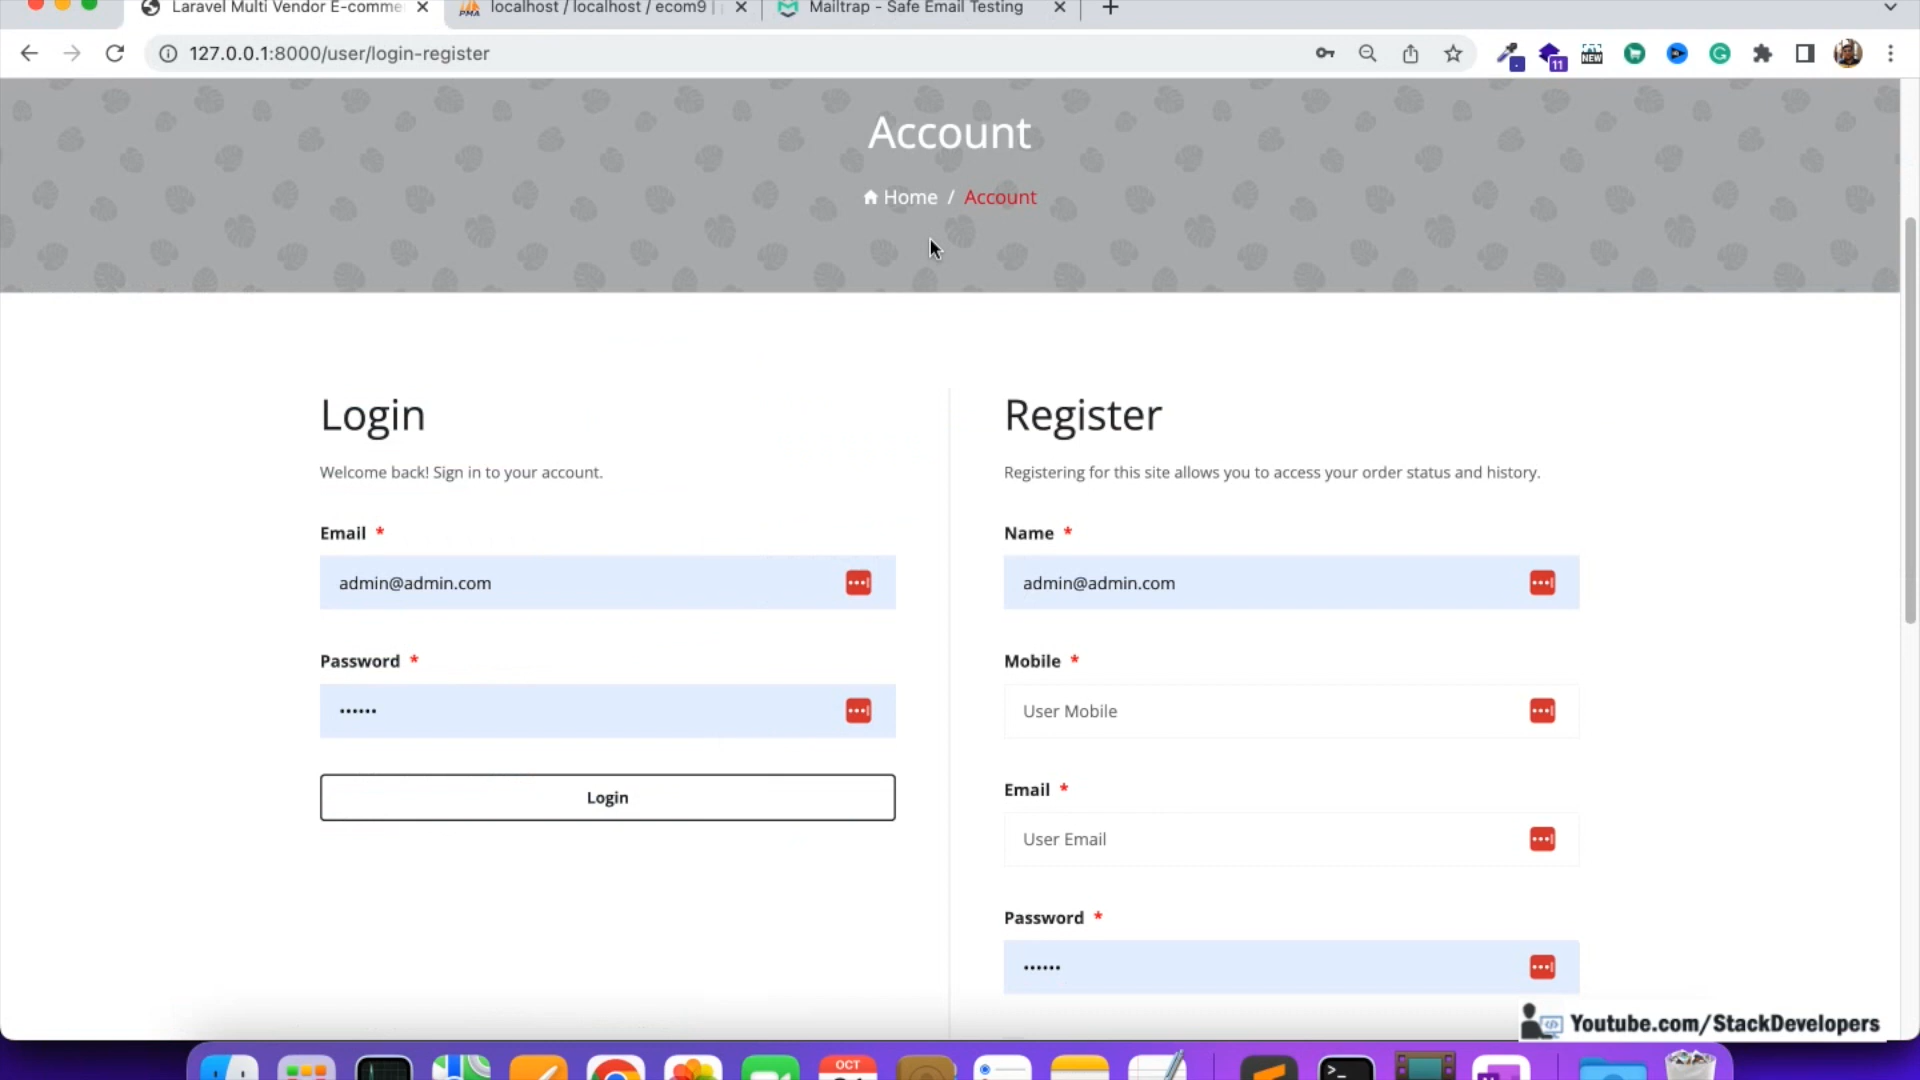 Laravel Multi Vendor E-comme
localhost / localhost / ecom9 |
Mailtrap - Safe Email Testing
127.0.0.1:8000/user/login-register
11
NEW
Account
Home / Account
Login
Welcome back! Sign in to your account.
Email *
admin@admin.com
Password *
••••••
Login
Register
Registering for this site allows you to access your order status and history.
Name *
admin@admin.com
Mobile *
User Mobile
Email *
User Email
Password *
••••••
Youtube.com/StackDevelopers
OCT